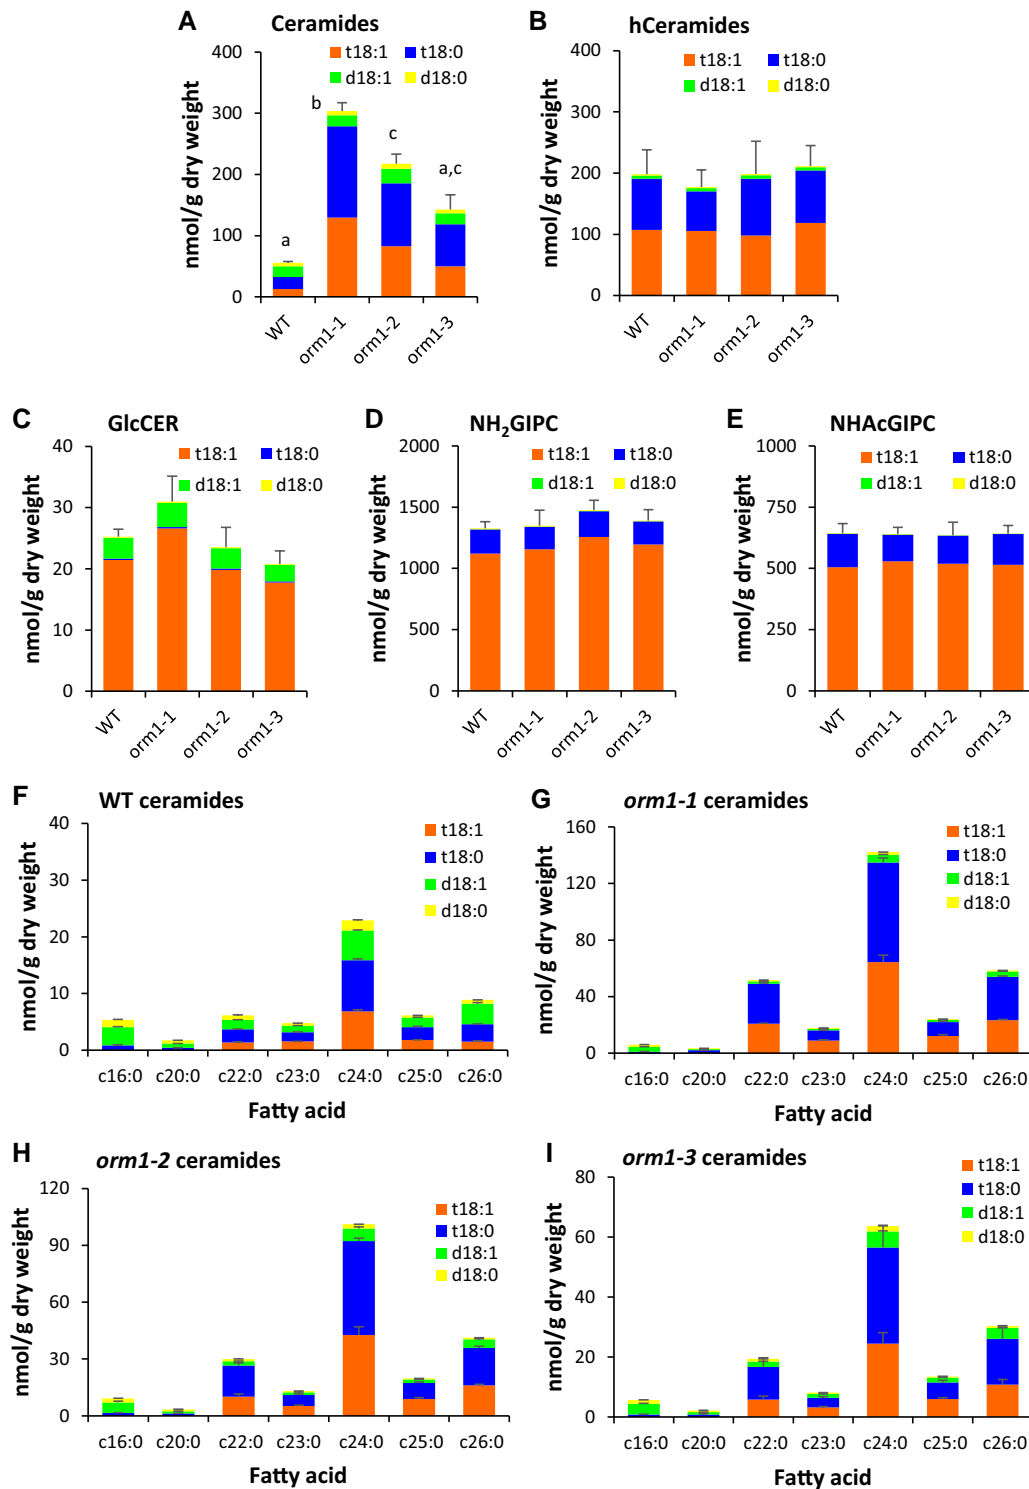 A
Ceramides
t18:1 t18:0
d18:1 d18:0
nmol/g dry weight
400
300
200
100
0
a
b
c
a,c
WT orm1-1 orm1-2 orm1-3
B
hCeramides
t18:1 t18:0
d18:1 d18:0
nmol/g dry weight
400
300
200
100
0
WT orm1-1 orm1-2 orm1-3
C
GlcCER
t18:1 t18:0
d18:1 d18:0
nmol/g dry weight
40
30
20
10
0
WT orm1-1 orm1-2 orm1-3
D
NH₂GIPC
t18:1 t18:0
d18:1 d18:0
nmol/g dry weight
2000
1500
1000
500
0
WT orm1-1 orm1-2 orm1-3
E
NHAcGIPC
t18:1 t18:0
d18:1 d18:0
nmol/g dry weight
1000
750
500
250
0
WT orm1-1 orm1-2 orm1-3
F
WT ceramides
t18:1
t18:0
d18:1
d18:0
nmol/g dry weight
40
30
20
10
0
c16:0 c20:0 c22:0 c23:0 c24:0 c25:0 c26:0
Fatty acid
G
orm1-1 ceramides
t18:1
t18:0
d18:1
d18:0
nmol/g dry weight
160
120
80
40
0
c16:0 c20:0 c22:0 c23:0 c24:0 c25:0 c26:0
Fatty acid
H
orm1-2 ceramides
t18:1
t18:0
d18:1
d18:0
nmol/g dry weight
120
90
60
30
0
c16:0 c20:0 c22:0 c23:0 c24:0 c25:0 c26:0
Fatty acid
I
orm1-3 ceramides
t18:1
t18:0
d18:1
d18:0
nmol/g dry weight
80
60
40
20
0
c16:0 c20:0 c22:0 c23:0 c24:0 c25:0 c26:0
Fatty acid